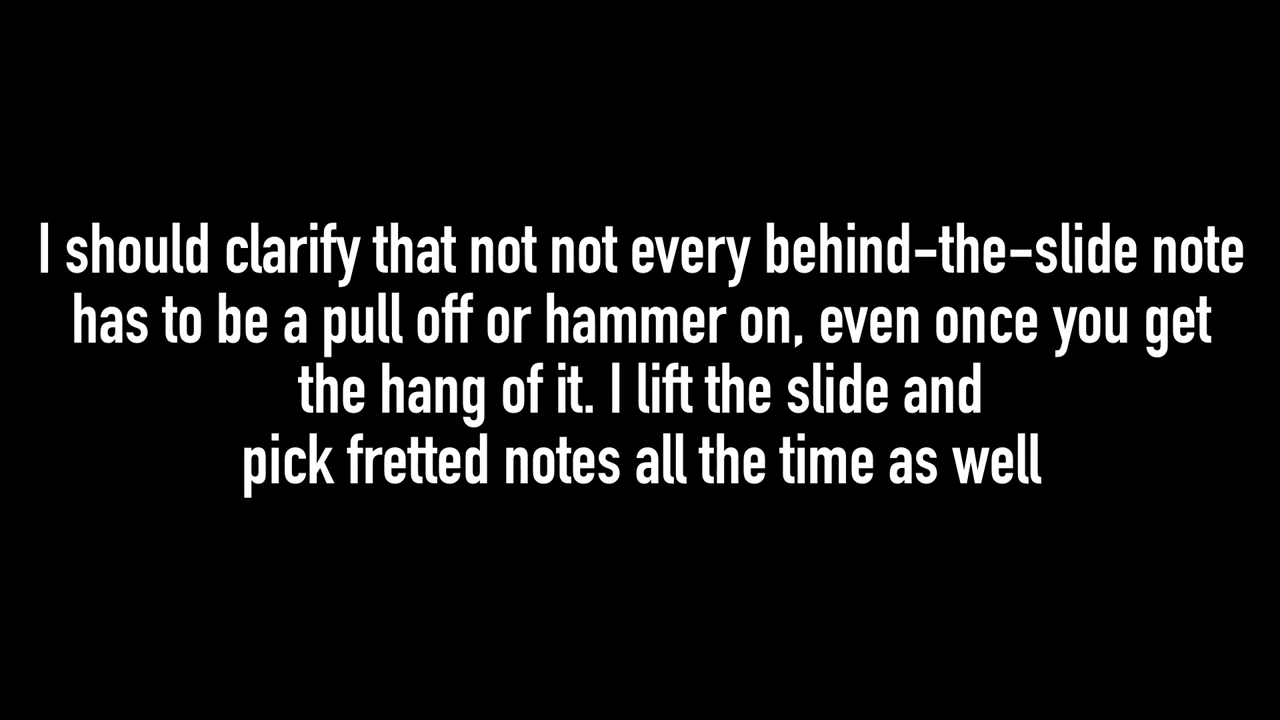 I should clarify that not not every behind-the-slide note
has to be a pull off or hammer on, even once you get
the hang of it. I lift the slide and
pick fretted notes all the time as well